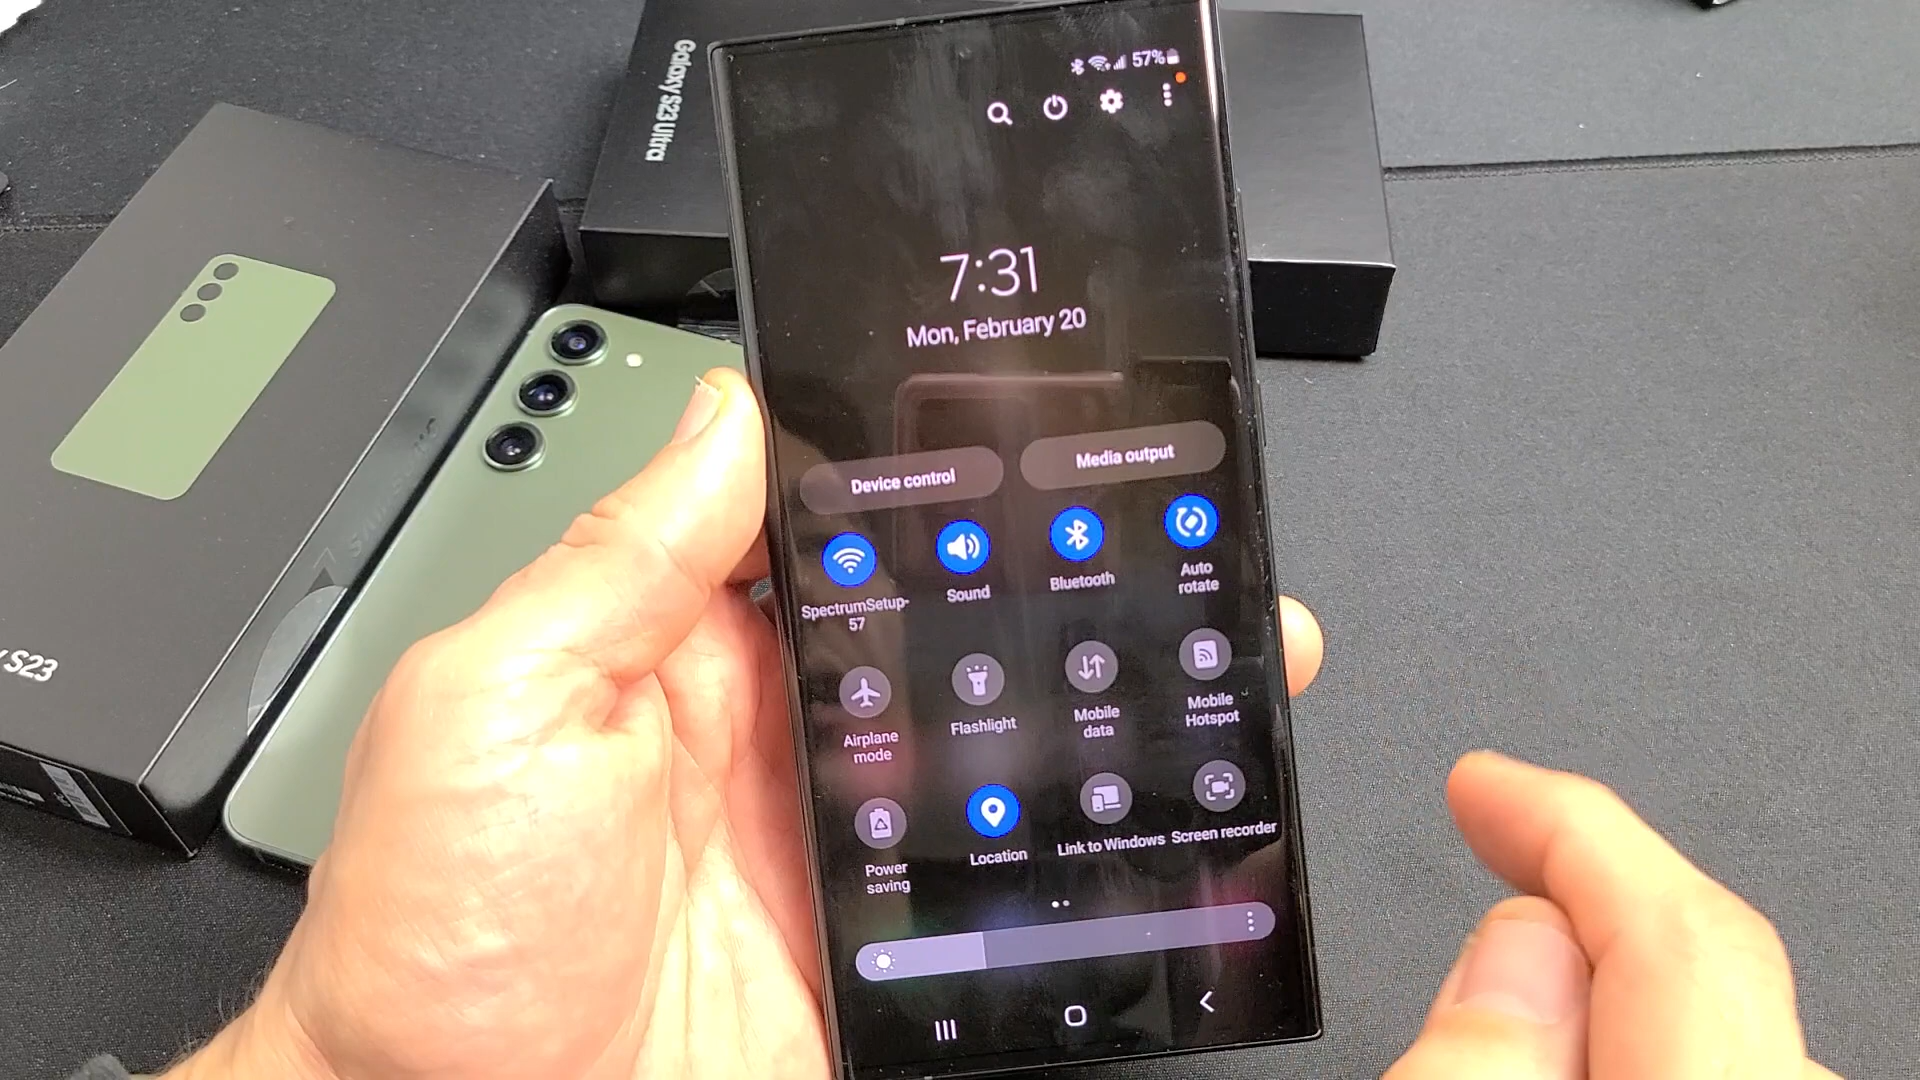 Galaxy S23 Ultra
57%
7:31
Mon, February 20
Device control
Media output
SpectrumSetup-
57
Sound
Bluetooth
Auto
rotate
Airplane
mode
Flashlight
Mobile
data
Mobile
Hotspot
Power
saving
Location
Link to Windows
Screen recorder
S23